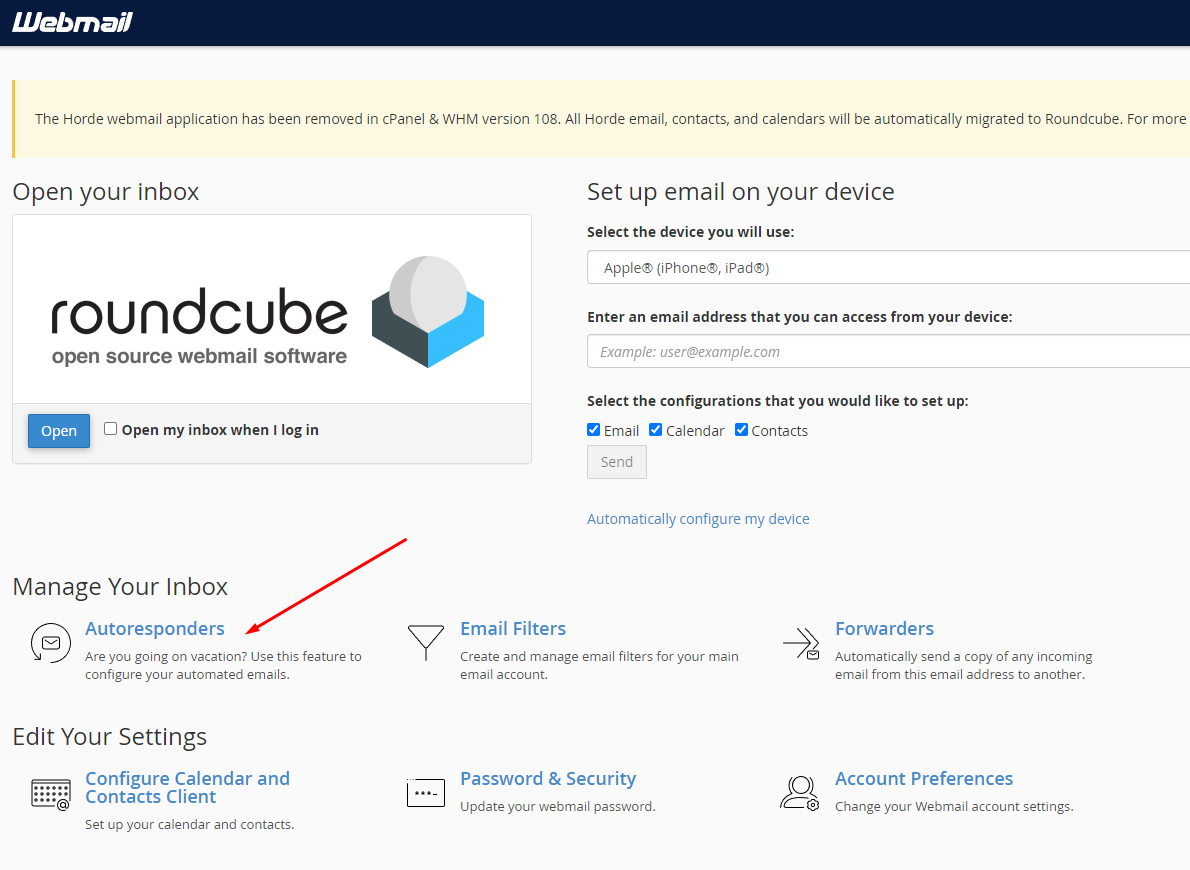 Webmail
The Horde webmail application has been removed in cPanel & WHM version 108. All Horde email, contacts, and calendars will be automatically migrated to Roundcube. For more
Open your inbox
roundcube
open source webmail software
Open
Open my inbox when I log in
Set up email on your device
Select the device you will use:
Apple® (iPhone®, iPad®)
Enter an email address that you can access from your device:
Example: user@example.com
Select the configurations that you would like to set up:
Email Calendar Contacts
Send
Automatically configure my device
Manage Your Inbox
Autoresponders
Are you going on vacation? Use this feature to
configure your automated emails.
Email Filters
Create and manage email filters for your main
email account.
Forwarders
Automatically send a copy of any incoming
email from this email address to another.
Edit Your Settings
Configure Calendar and
Contacts Client
Set up your calendar and contacts.
Password & Security
Update your webmail password.
Account Preferences
Change your Webmail account settings.